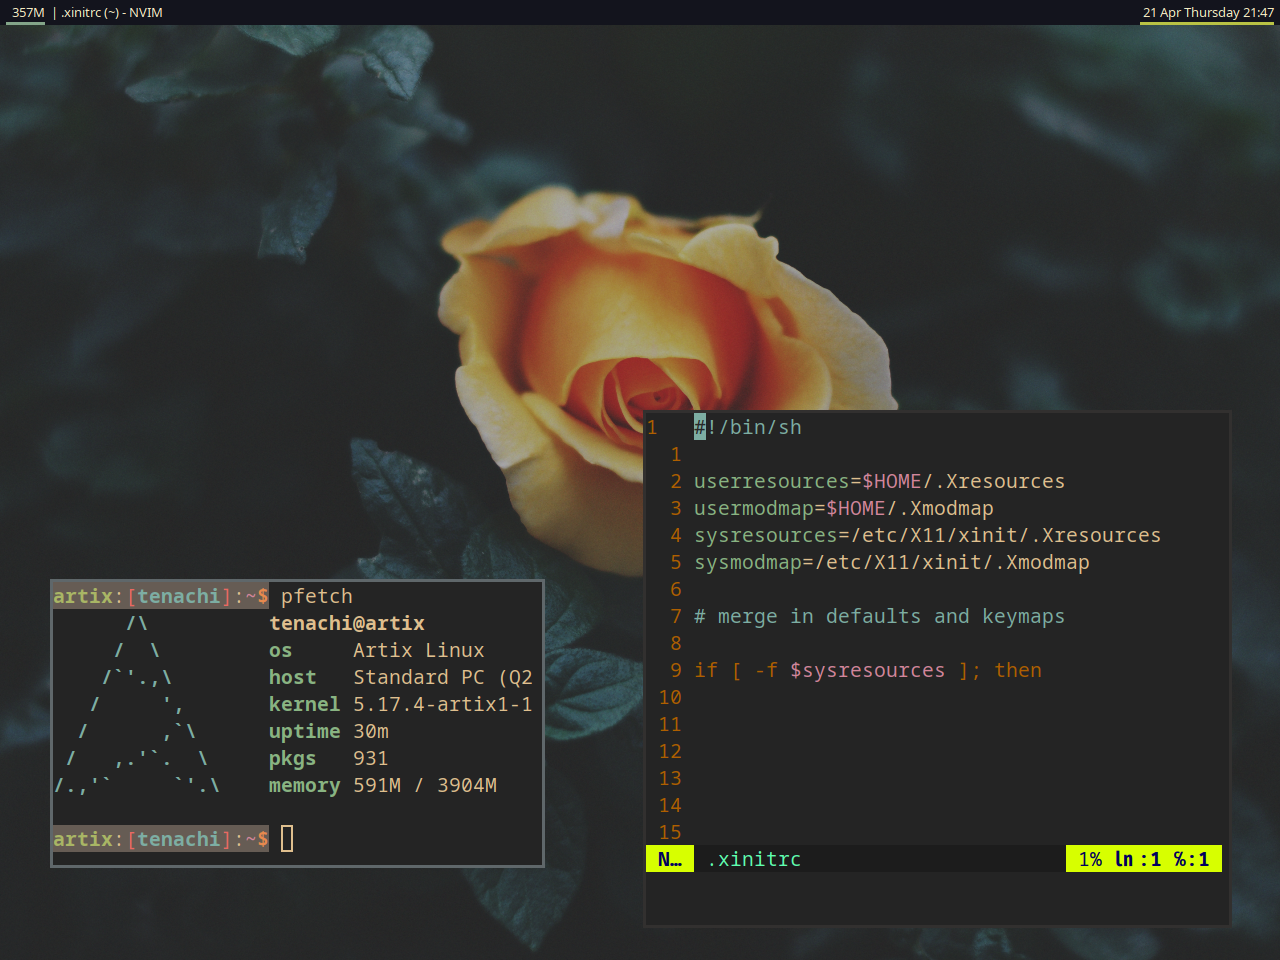 357M | .xinitrc (~) - NVIM
21 Apr Thursday 21:47
artix:[tenachi]:~$ pfetch
       /\          tenachi@artix
      /  \         os     Artix Linux
     /`'.,\        host   Standard PC (Q2
    /     ',       kernel 5.17.4-artix1-1
   /      ,`\      uptime 30m
  /   ,.'`.  \     pkgs   931
 /.,'`     `'.\    memory 591M / 3904M
artix:[tenachi]:~$
1   #!/bin/sh
  1
  2 userresources=$HOME/.Xresources
  3 usermodmap=$HOME/.Xmodmap
  4 sysresources=/etc/X11/xinit/.Xresources
  5 sysmodmap=/etc/X11/xinit/.Xmodmap
  6
  7 # merge in defaults and keymaps
  8
  9 if [ -f $sysresources ]; then
 10
 11
 12
 13
 14
 15
N… .xinitrc 1% ln:1 ℅:1